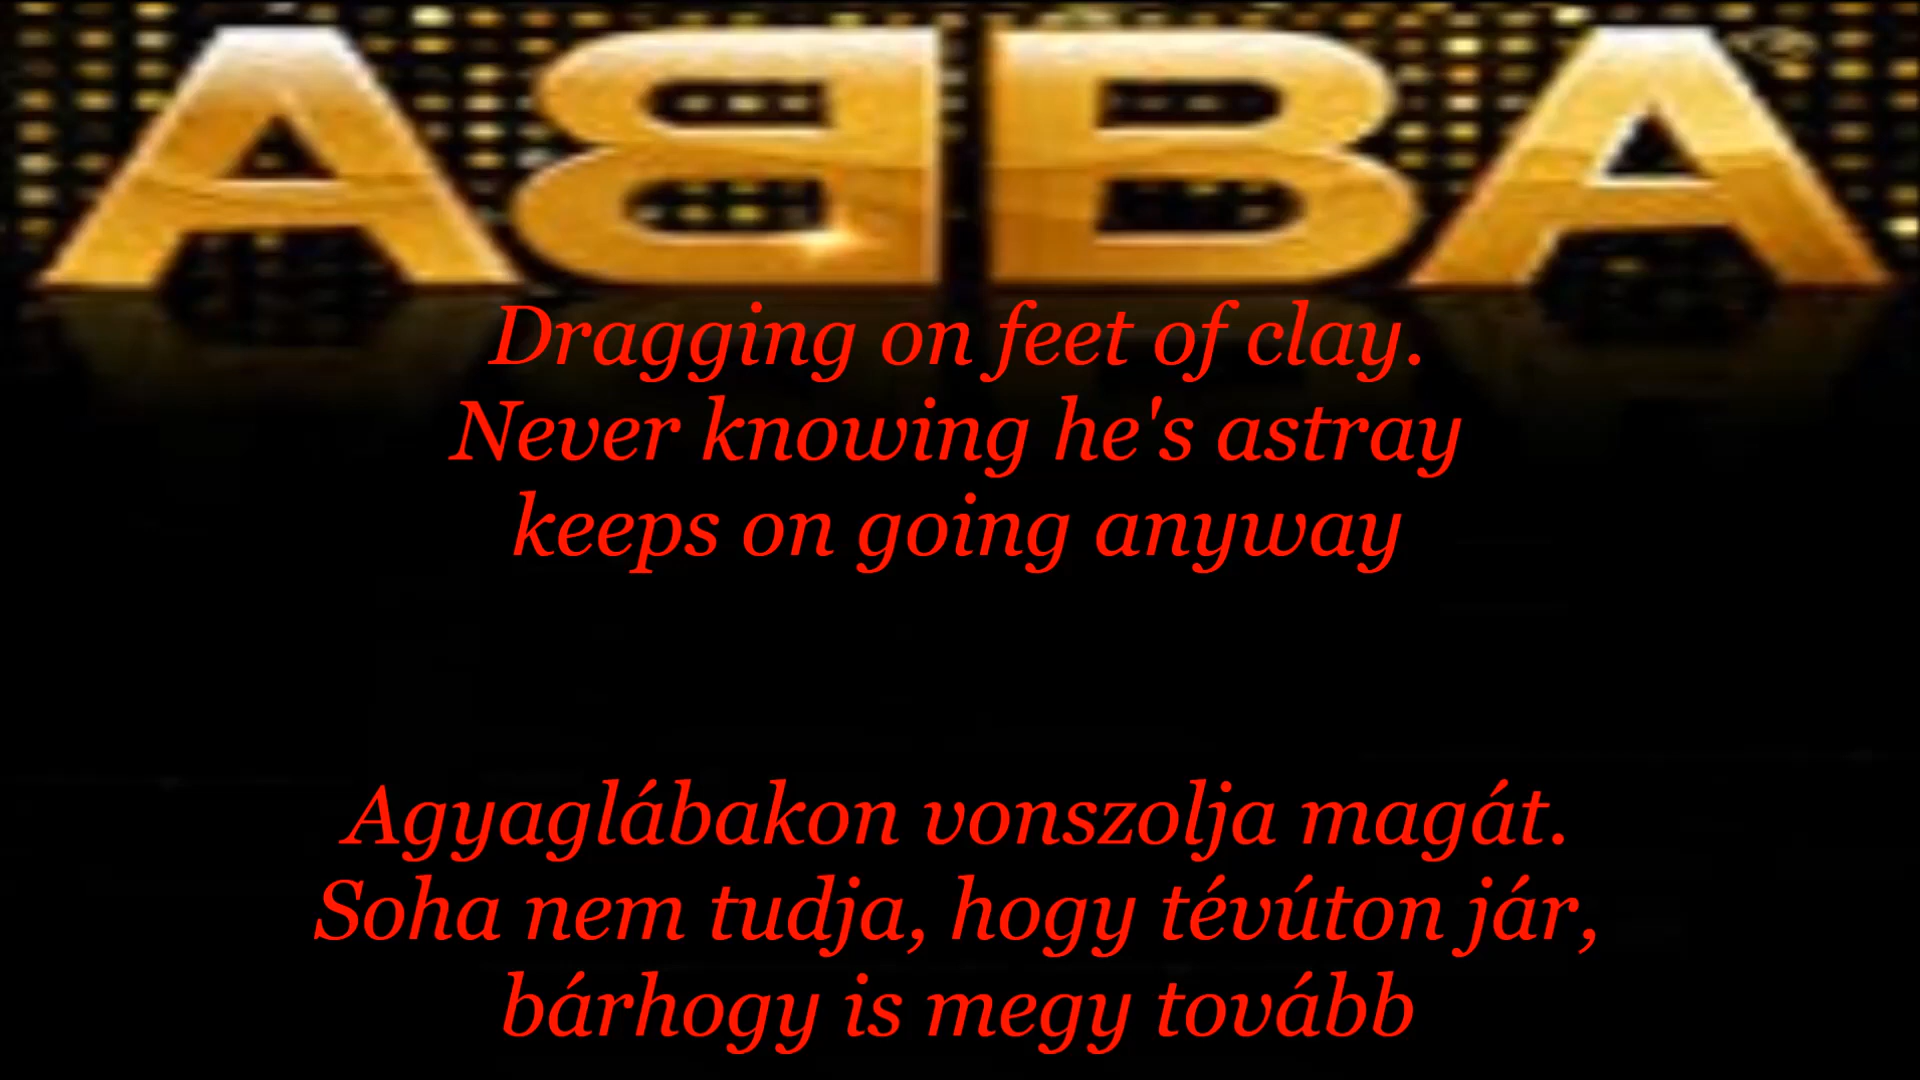 ABBA
Dragging on feet of clay.
Never knowing he's astray
keeps on going anyway
Agyaglábakon vonszolja magát.
Soha nem tudja, hogy tévúton jár,
bárhogy is megy tovább